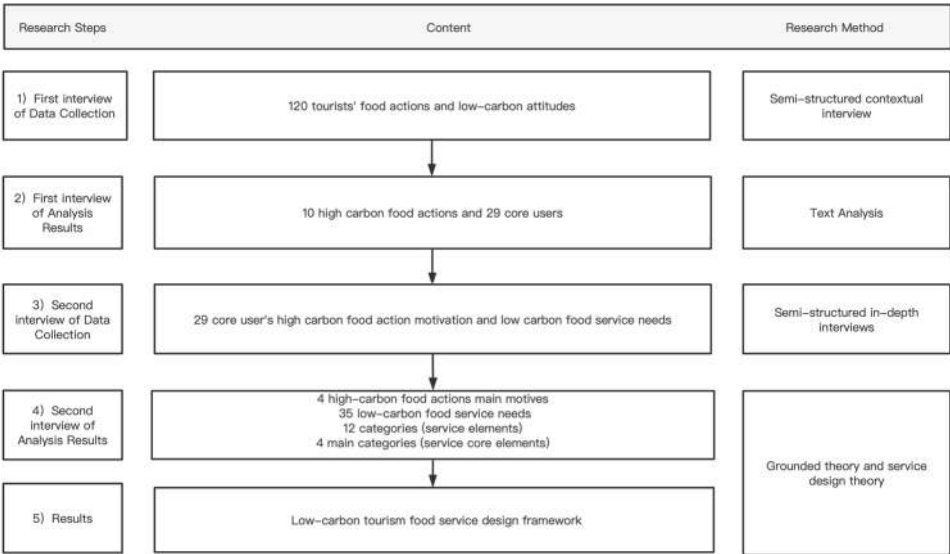 Research Steps
Content
Research Method
1) First interview
of Data Collection
120 tourists' food actions and low-carbon attitudes
Semi-structured contextual
interview
2) First interview
of Analysis
Results
10 high carbon food actions and 29 core users
Text Analysis
3) Second
interview of Data
Collection
29 core user's high carbon food action motivation and low carbon food service needs
Semi-structured in-depth
interviews
4) Second
interview of
Analysis Results
4 high-carbon food actions main motives
35 low-carbon food service needs
12 categories (service elements)
4 main categories (service core elements)
Grounded theory and service
design theory
5) Results
Low-carbon tourism food service design framework